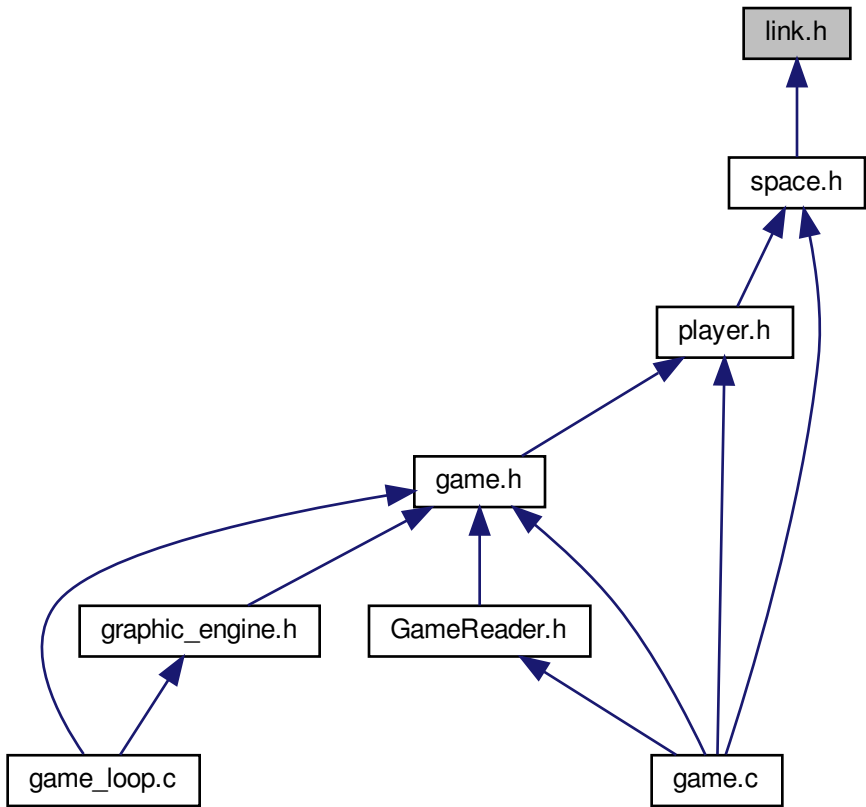 link.h
space.h
player.h
game.h
graphic_engine.h
GameReader.h
game_loop.c
game.c